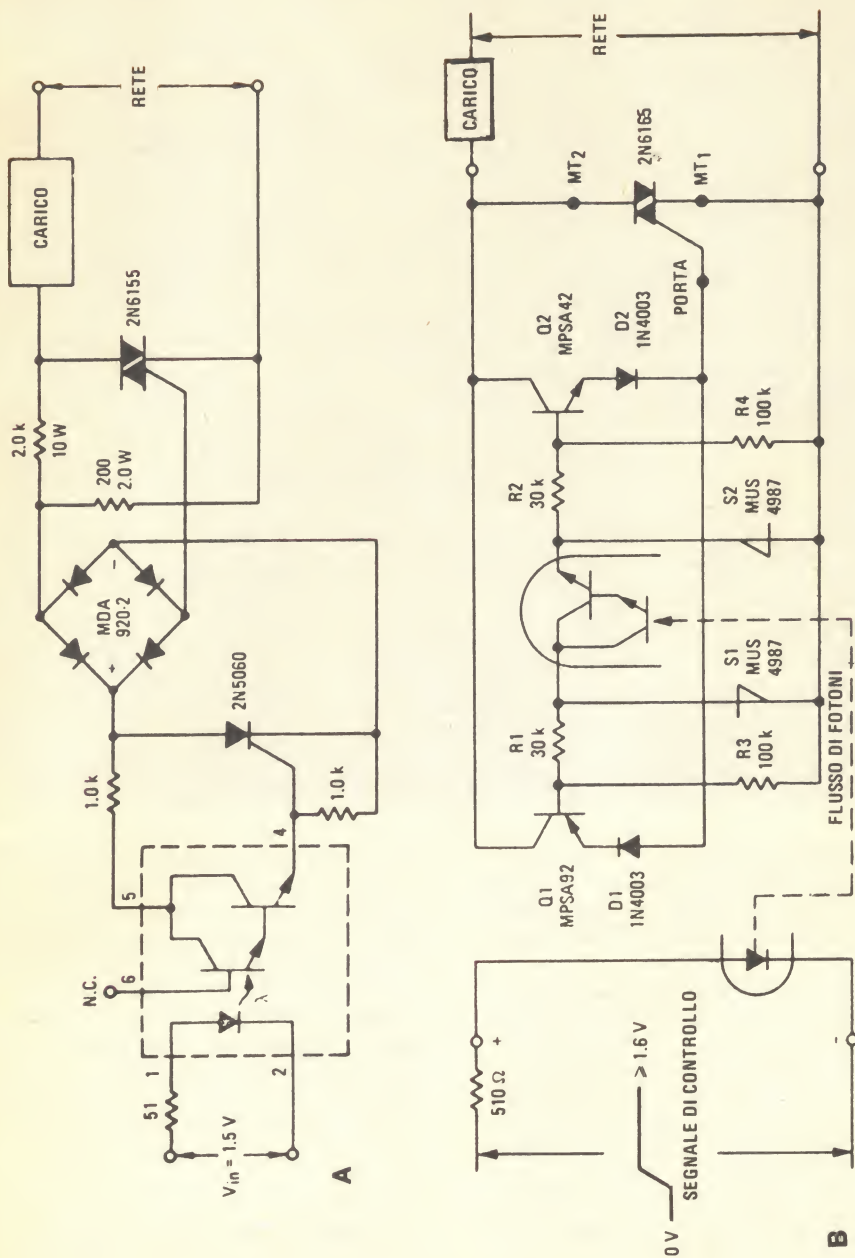 V in = 1.5 V
51
1
2
N.C.
6
5
4
λ
1.0 k
1.0 k
2N5060
MDA
920-2
+
-
2.0 k
10 W
200
2.0 W
2N6155
CARICO
RETE
A
0 V
> 1.6 V
SEGNALE DI CONTROLLO
510 Ω
+
-
FLUSSO DI FOTONI
Q1
MPSA92
D1
1N4003
R1
30 k
R3
100 k
S1
MUS
4987
R2
30 k
S2
MUS
4987
R4
100 k
Q2
MPSA42
D2
1N4003
PORTA
MT2
2N6165
MT1
CARICO
RETE
B